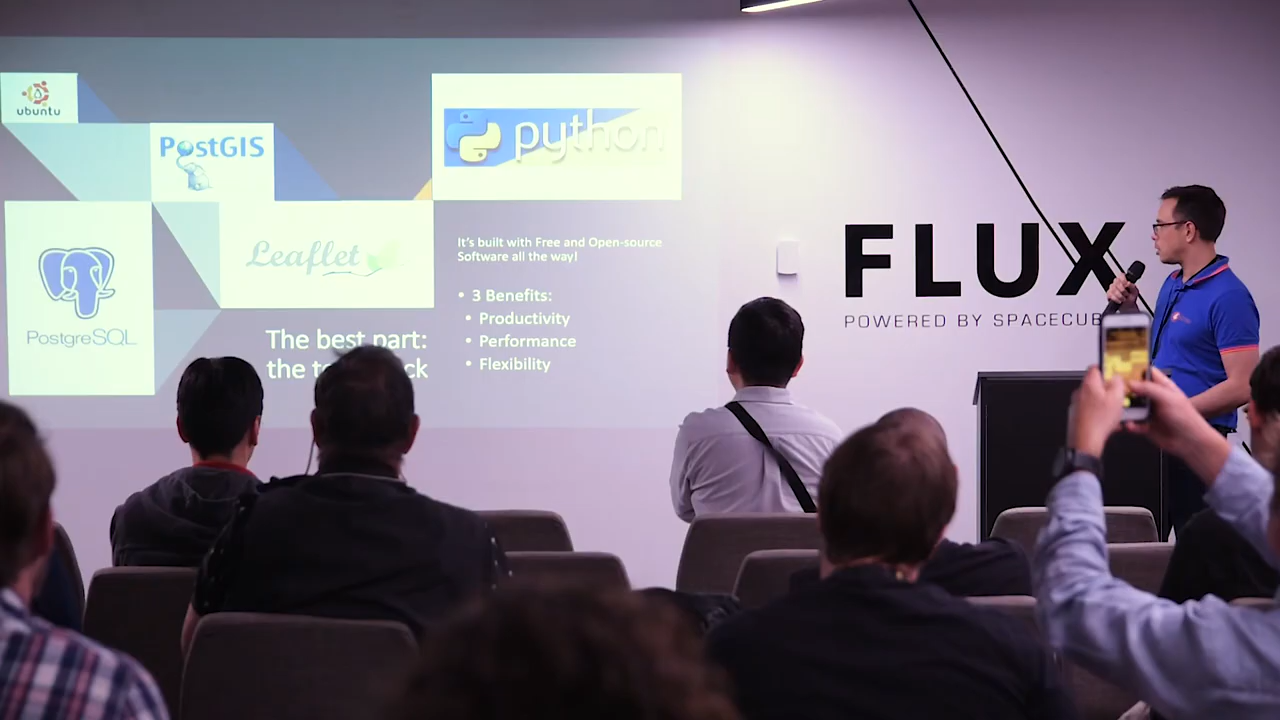 ubuntu
PostGIS
python
PostgreSQL
Leaflet
It's built with Free and Open-source
Software all the way!
• 3 Benefits:
• Productivity
• Performance
• Flexibility
The best part:
the
FLUX
POWERED BY